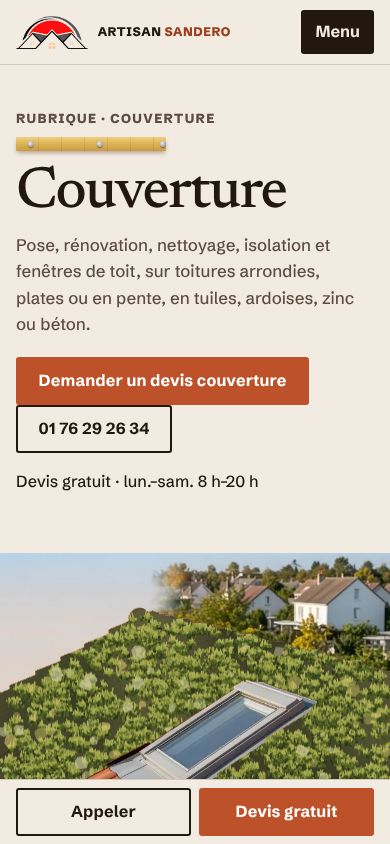 ARTISAN SANDERO
Menu
RUBRIQUE · COUVERTURE
Couverture
Pose, rénovation, nettoyage, isolation et
fenêtres de toit, sur toitures arrondies,
plates ou en pente, en tuiles, ardoises, zinc
ou béton.
Demander un devis couverture
01 76 29 26 34
Devis gratuit · lun.–sam. 8 h–20 h
Appeler
Devis gratuit